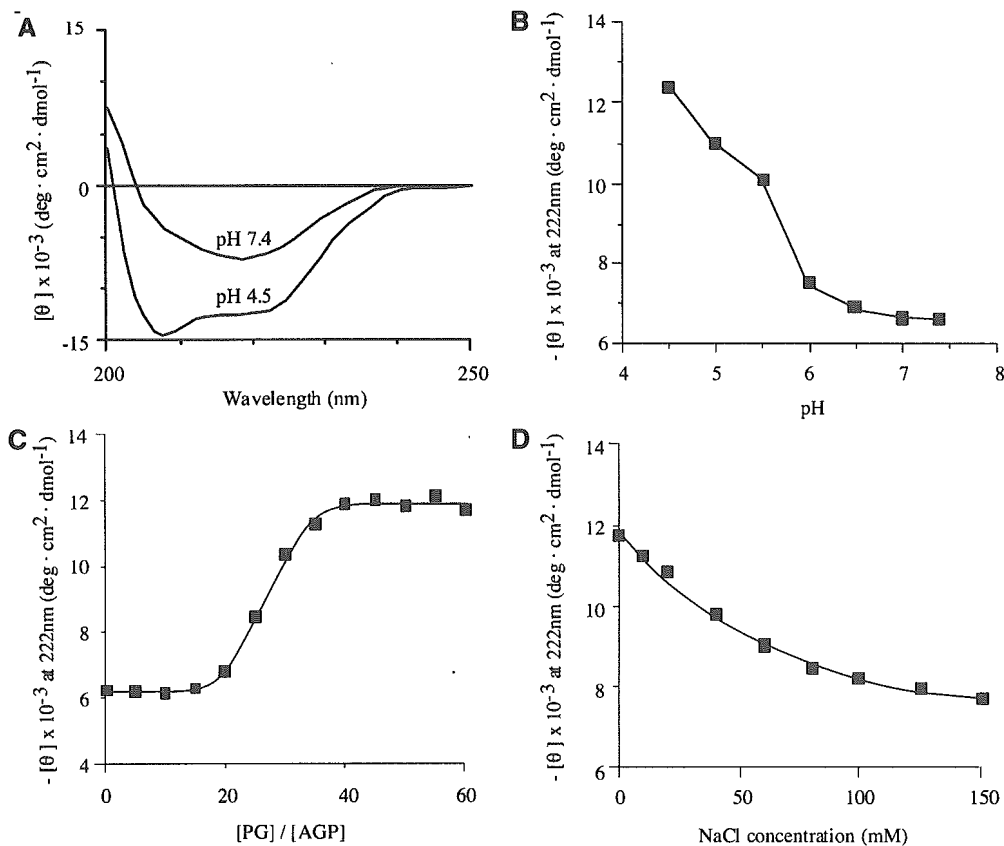 A
15
0
-15
[θ] x 10⁻³ (deg · cm² · dmol⁻¹)
pH 7.4
pH 4.5
200
250
Wavelength (nm)
B
14
12
10
8
6
- [θ] x 10⁻³ at 222nm (deg · cm² · dmol⁻¹)
4
5
6
7
8
pH
C
14
12
10
8
6
4
- [θ] x 10⁻³ at 222nm (deg · cm² · dmol⁻¹)
0
20
40
60
[PG] / [AGP]
D
14
12
10
8
6
- [θ] x 10⁻³ at 222nm (deg · cm² · dmol⁻¹)
0
50
100
150
NaCl concentration (mM)